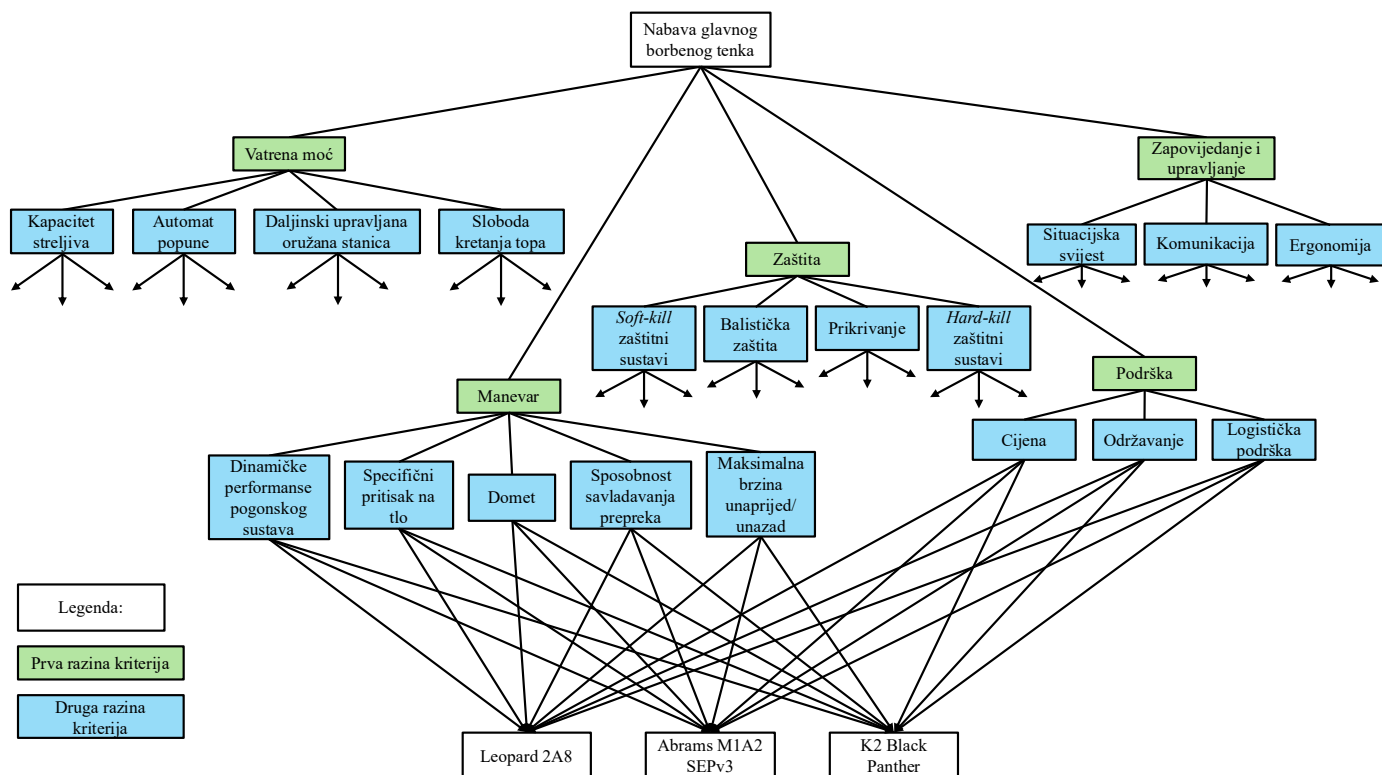 Nabava glavnog
borbenog tenka
Vatrena moć
Zapovijedanje i
upravljanje
Kapacitet
streljiva
Automat
popune
Daljinski upravljana
oružana stanica
Sloboda
kretanja topa
Situacijska
svijest
Komunikacija
Ergonomija
Zaštita
Soft-kill
zaštitni
sustavi
Balistička
zaštita
Prikrivanje
Hard-kill
zaštitni
sustavi
Manevar
Podrška
Dinamičke
performanse
pogonskog
sustava
Specifični
pritisak na
tlo
Domet
Sposobnost
savladavanja
prepreka
Maksimalna
brzina
unaprijed/
unazad
Cijena
Održavanje
Logistička
podrška
Legenda:
Prva razina kriterija
Druga razina
kriterija
Leopard 2A8
Abrams M1A2
SEPv3
K2 Black
Panther